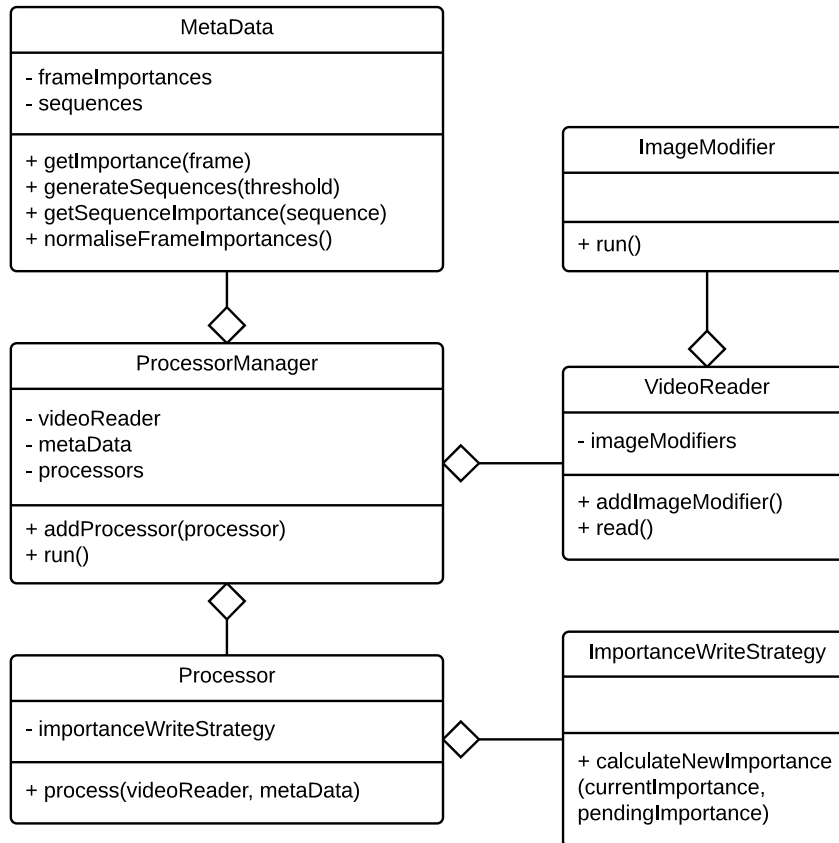 MetaData
- frameImportances
- sequences
+ getImportance(frame)
+ generateSequences(threshold)
+ getSequenceImportance(sequence)
+ normaliseFrameImportances()
ImageModifier
+ run()
ProcessorManager
- videoReader
- metaData
- processors
+ addProcessor(processor)
+ run()
VideoReader
- imageModifiers
+ addImageModifier()
+ read()
Processor
- importanceWriteStrategy
+ process(videoReader, metaData)
ImportanceWriteStrategy
+ calculateNewImportance
(currentImportance,
pendingImportance)